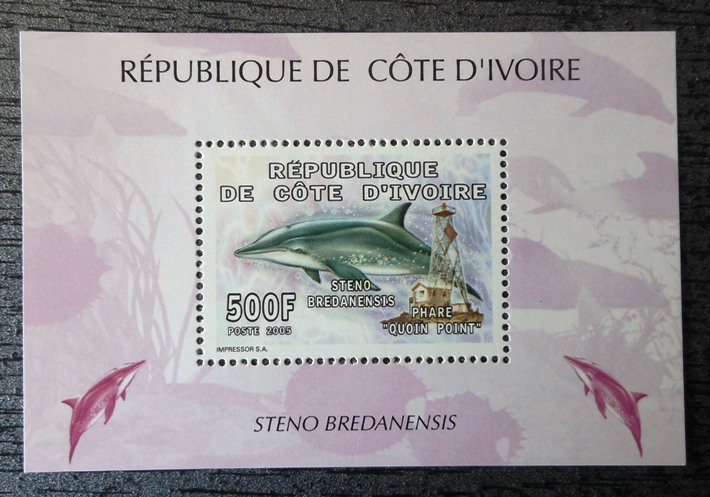 RÉPUBLIQUE DE CÔTE D'IVOIRE
RÉPUBLIQUE
DE CÔTE D'IVOIRE
STENO
BREDANENSIS
500F
POSTE 2005
PHARE
"QUOIN POINT"
IMPRESSOR S.A.
STENO BREDANENSIS